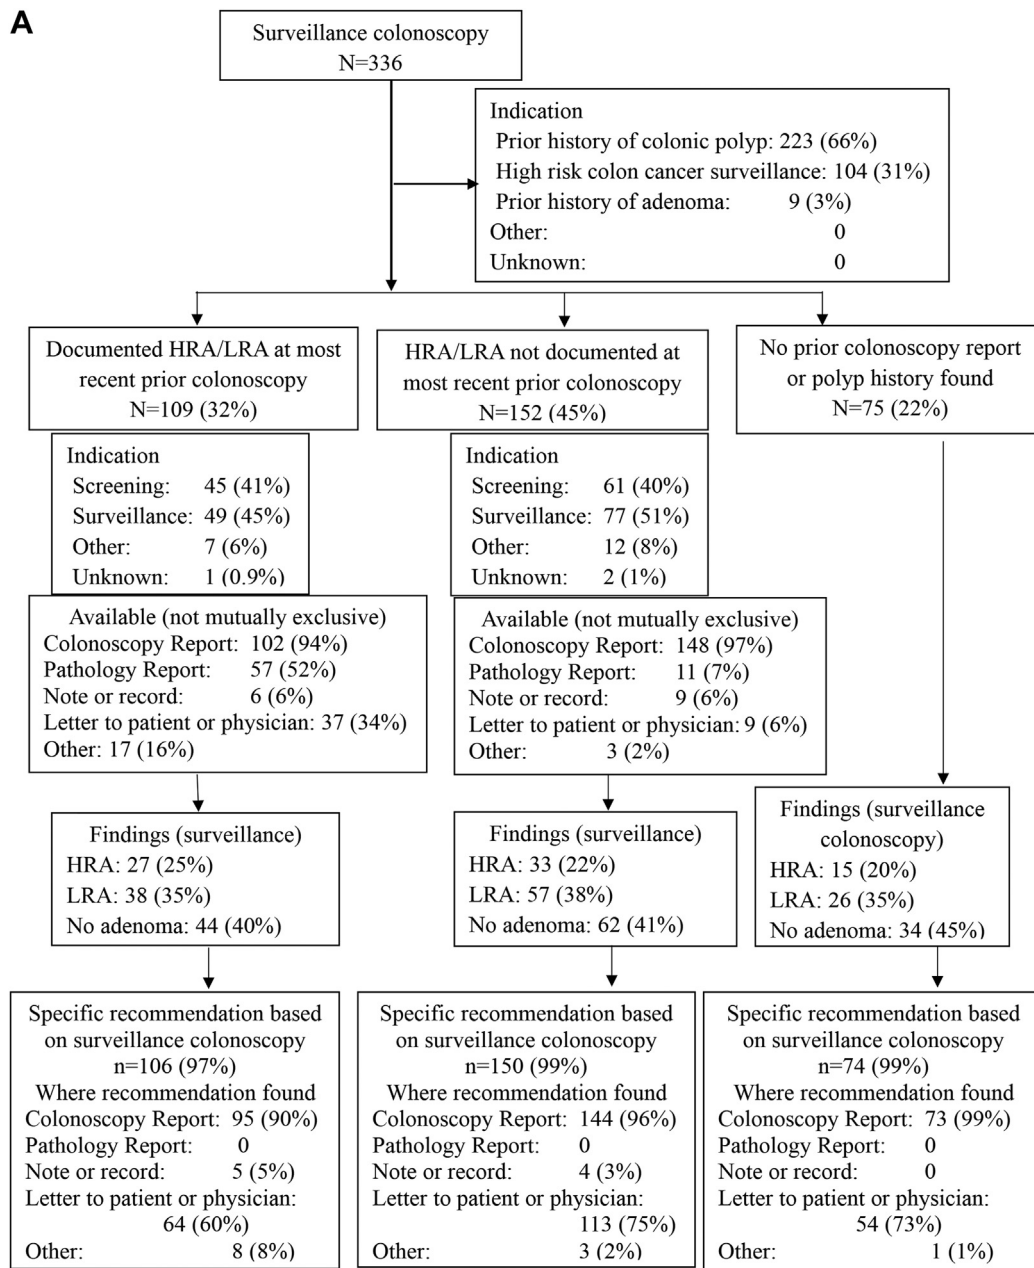 A
Surveillance colonoscopy
N=336
Indication
Prior history of colonic polyp: 223 (66%)
High risk colon cancer surveillance: 104 (31%)
Prior history of adenoma: 9 (3%)
Other: 0
Unknown: 0
Documented HRA/LRA at most
recent prior colonoscopy
N=109 (32%)
HRA/LRA not documented at
most recent prior colonoscopy
N=152 (45%)
No prior colonoscopy report
or polyp history found
N=75 (22%)
Indication
Screening: 45 (41%)
Surveillance: 49 (45%)
Other: 7 (6%)
Unknown: 1 (0.9%)
Indication
Screening: 61 (40%)
Surveillance: 77 (51%)
Other: 12 (8%)
Unknown: 2 (1%)
Available (not mutually exclusive)
Colonoscopy Report: 102 (94%)
Pathology Report: 57 (52%)
Note or record: 6 (6%)
Letter to patient or physician: 37 (34%)
Other: 17 (16%)
Available (not mutually exclusive)
Colonoscopy Report: 148 (97%)
Pathology Report: 11 (7%)
Note or record: 9 (6%)
Letter to patient or physician: 9 (6%)
Other: 3 (2%)
Findings (surveillance)
HRA: 27 (25%)
LRA: 38 (35%)
No adenoma: 44 (40%)
Findings (surveillance)
HRA: 33 (22%)
LRA: 57 (38%)
No adenoma: 62 (41%)
Findings (surveillance
colonoscopy)
HRA: 15 (20%)
LRA: 26 (35%)
No adenoma: 34 (45%)
Specific recommendation based
on surveillance colonoscopy
n=106 (97%)
Where recommendation found
Colonoscopy Report: 95 (90%)
Pathology Report: 0
Note or record: 5 (5%)
Letter to patient or physician:
64 (60%)
Other: 8 (8%)
Specific recommendation based
on surveillance colonoscopy
n=150 (99%)
Where recommendation found
Colonoscopy Report: 144 (96%)
Pathology Report: 0
Note or record: 4 (3%)
Letter to patient or physician:
113 (75%)
Other: 3 (2%)
Specific recommendation based
on surveillance colonoscopy
n=74 (99%)
Where recommendation found
Colonoscopy Report: 73 (99%)
Pathology Report: 0
Note or record: 0
Letter to patient or physician:
54 (73%)
Other: 1 (1%)